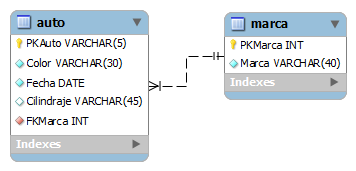 auto
PKAuto VARCHAR(5)
Color VARCHAR(30)
Fecha DATE
Cilindraje VARCHAR(45)
FKMarca INT
Indexes
marca
PKMarca INT
Marca VARCHAR(40)
Indexes